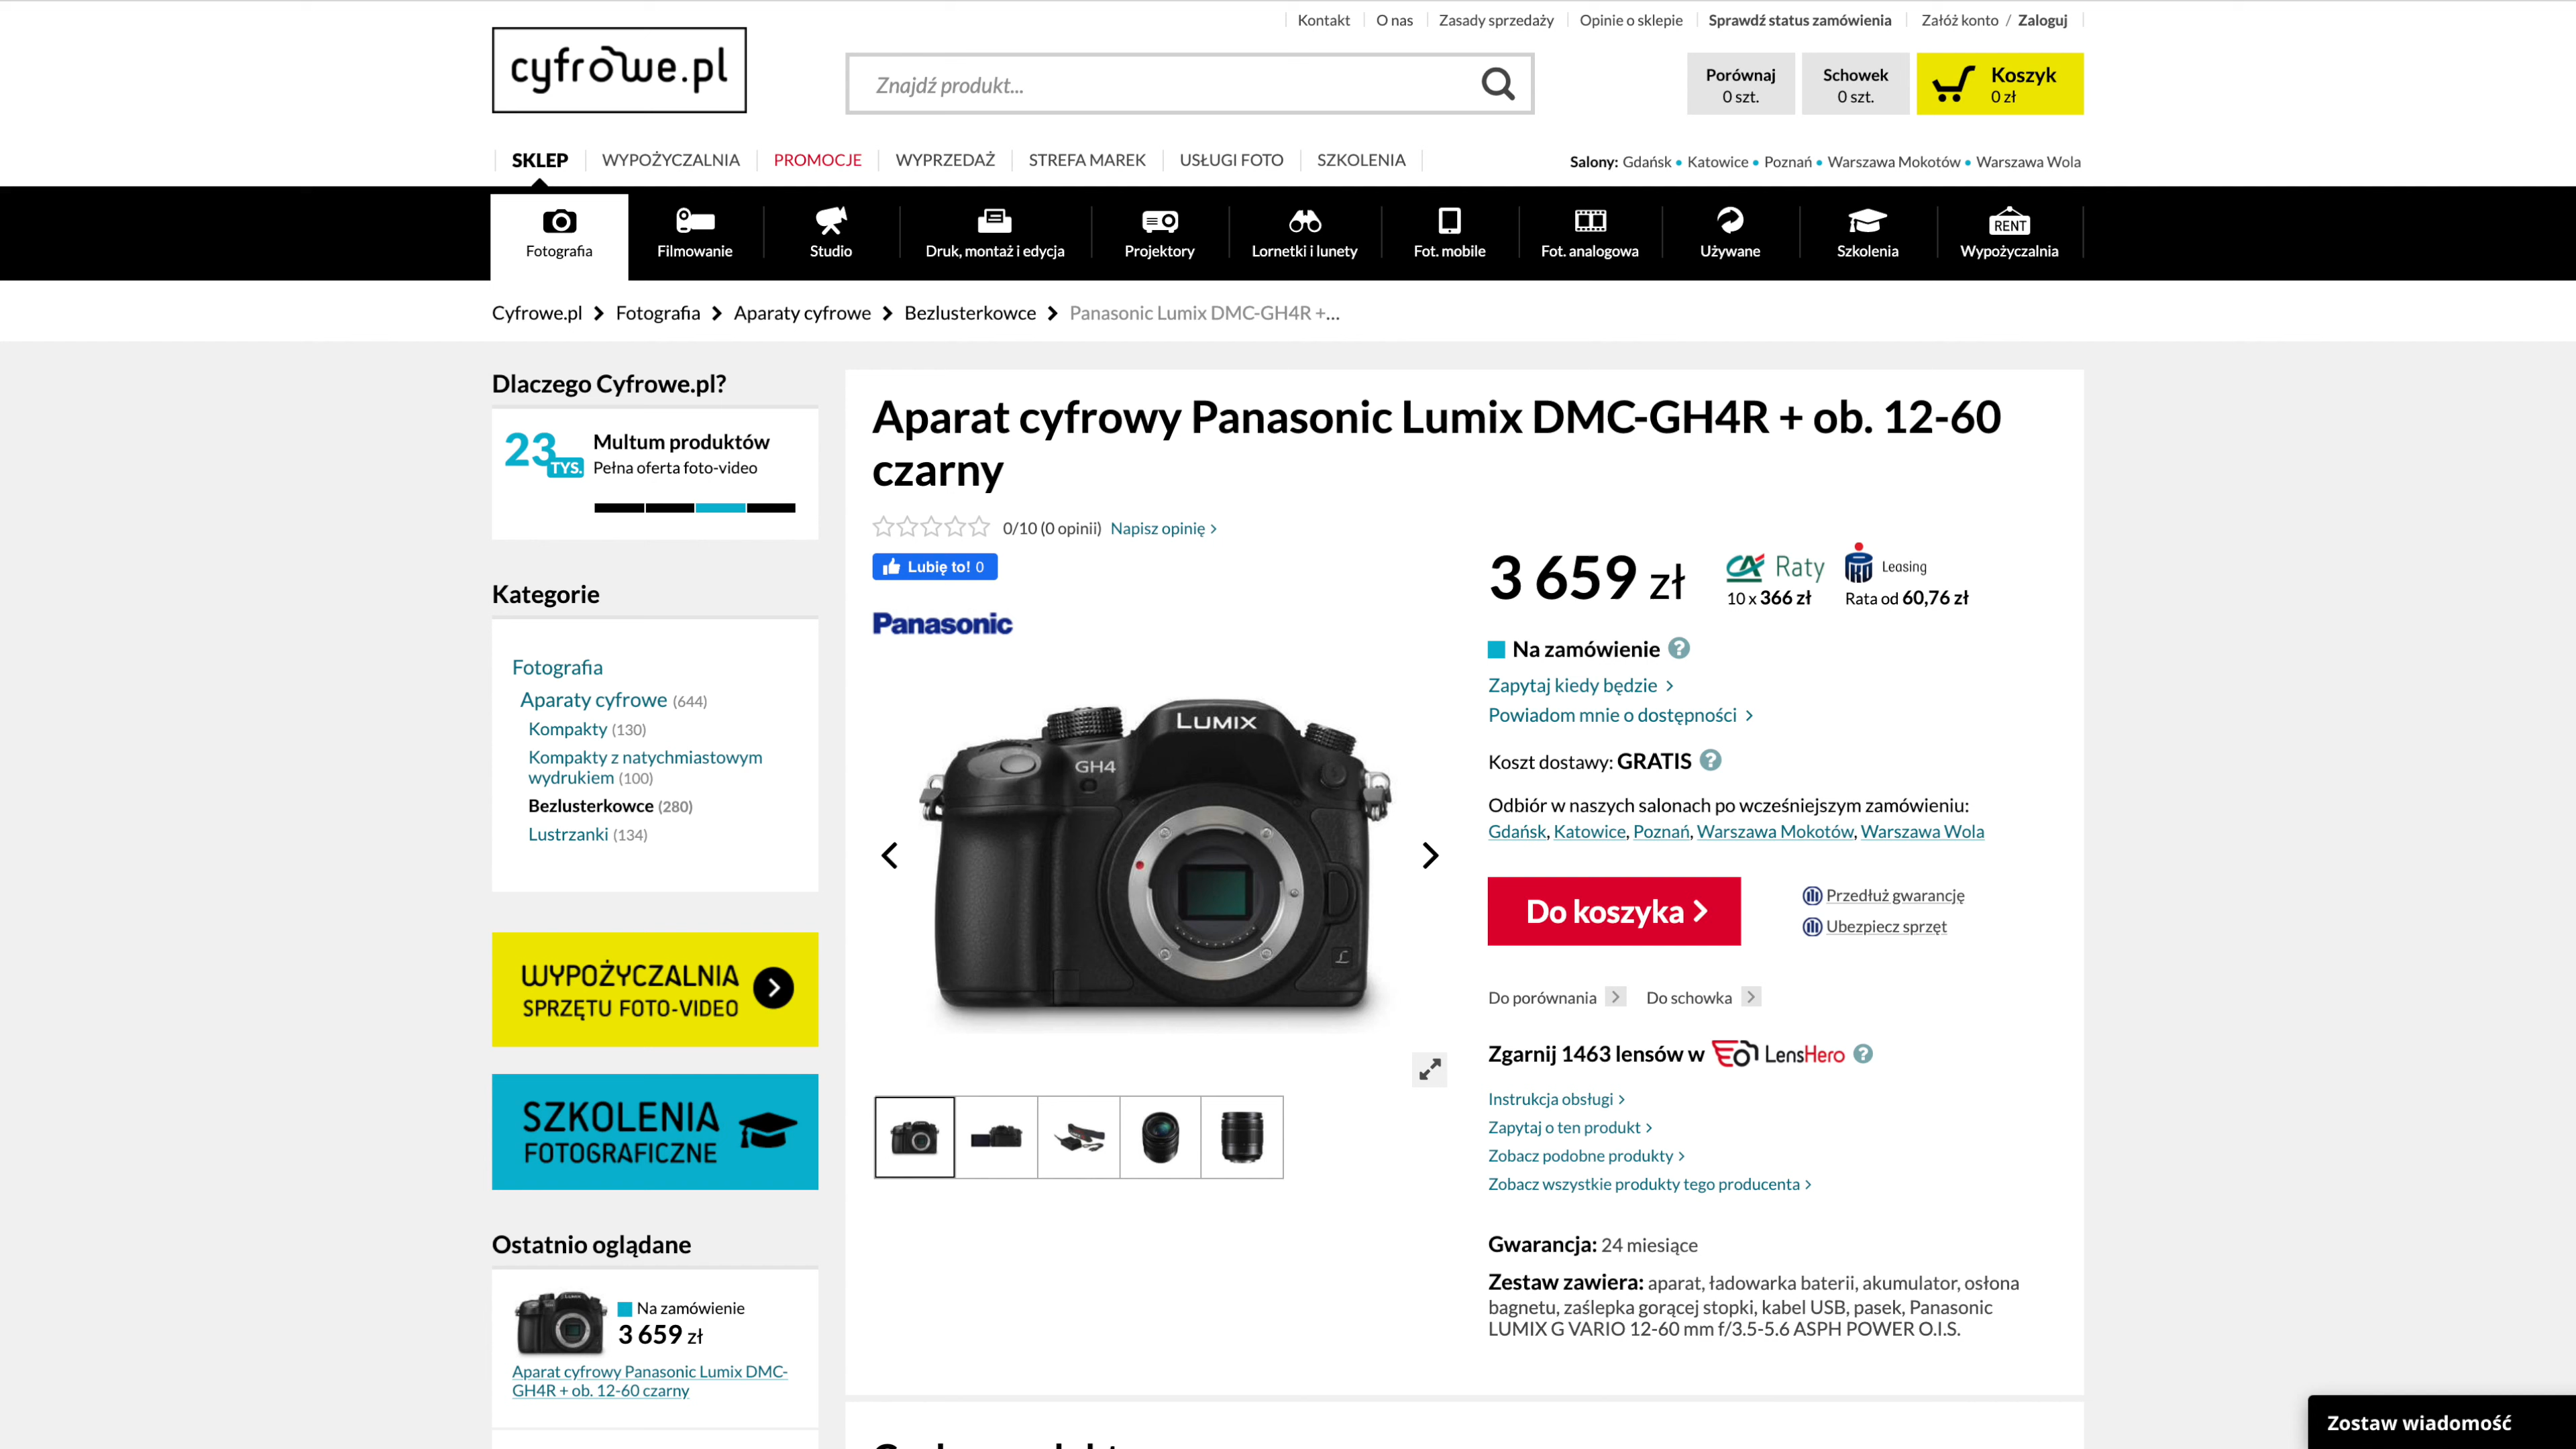 Kontakt
O nas
Zasady sprzedaży
Opinie o sklepie
Sprawdź status zamówienia
Załóż konto / Zaloguj
cyfrowe.pl
Znajdź produkt...
Porównaj
0 szt.
Schowek
0 szt.
Koszyk
0 zł
SKLEP
WYPOŻYCZALNIA
PROMOCJE
WYPRZEDAŻ
STREFA MAREK
USŁUGI FOTO
SZKOLENIA
Salony: Gdańsk • Katowice • Poznań • Warszawa Mokotów • Warszawa Wola
Fotografia
Filmowanie
Studio
Druk, montaż i edycja
Projektory
Lornetki i lunety
Fot. mobile
Fot. analogowa
Używane
Szkolenia
RENT
Wypożyczalnia
Cyfrowe.pl > Fotografia > Aparaty cyfrowe > Bezlusterkowce > Panasonic Lumix DMC-GH4R +...
Dlaczego Cyfrowe.pl?
23 TYS.
Multum produktów
Pełna oferta foto-video
Kategorie
Fotografia
Aparaty cyfrowe (644)
Kompakty (130)
Kompakty z natychmiastowym
wydrukiem (100)
Bezlusterkowce (280)
Lustrzanki (134)
WYPOŻYCZALNIA
SPRZĘTU FOTO-VIDEO
SZKOLENIA
FOTOGRAFICZNE
Ostatnio oglądane
Na zamówienie
3 659 zł
Aparat cyfrowy Panasonic Lumix DMC-
GH4R + ob. 12-60 czarny
Aparat cyfrowy Panasonic Lumix DMC-GH4R + ob. 12-60
czarny
0/10 (0 opinii) Napisz opinię >
Lubię to! 0
Panasonic
LUMIX
GH4
L
3 659 zł
CA Raty
10 x 366 zł
PKO Leasing
Rata od 60,76 zł
Na zamówienie ?
Zapytaj kiedy będzie >
Powiadom mnie o dostępności >
Koszt dostawy: GRATIS ?
Odbiór w naszych salonach po wcześniejszym zamówieniu:
Gdańsk, Katowice, Poznań, Warszawa Mokotów, Warszawa Wola
Do koszyka >
Przedłuż gwarancję
Ubezpiecz sprzęt
Do porównania >
Do schowka >
Zgarnij 1463 lensów w LensHero ?
Instrukcja obsługi >
Zapytaj o ten produkt >
Zobacz podobne produkty >
Zobacz wszystkie produkty tego producenta >
Gwarancja: 24 miesiące
Zestaw zawiera: aparat, ładowarka baterii, akumulator, osłona
bagnetu, zaślepka gorącej stopki, kabel USB, pasek, Panasonic
LUMIX G VARIO 12-60 mm f/3.5-5.6 ASPH POWER O.I.S.
Zostaw wiadomość